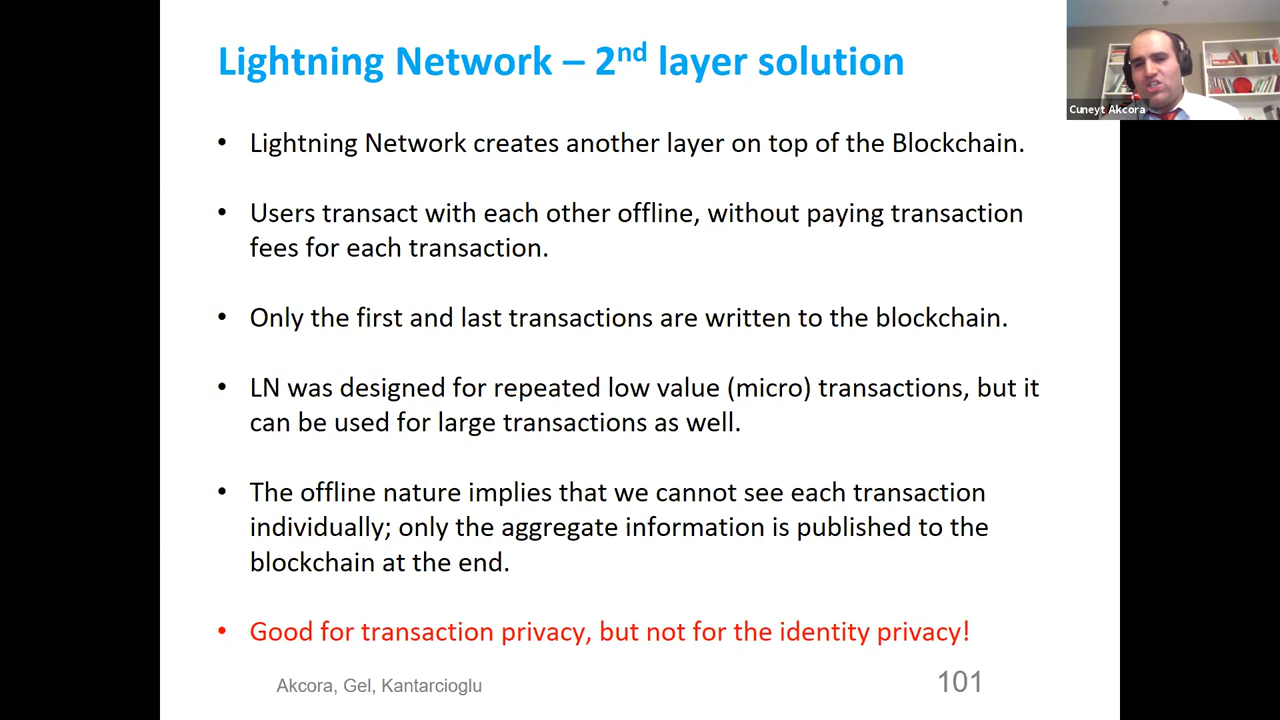 Lightning Network – 2nd layer solution
Cuneyt Akcora
• Lightning Network creates another layer on top of the Blockchain.
• Users transact with each other offline, without paying transaction
fees for each transaction.
• Only the first and last transactions are written to the blockchain.
• LN was designed for repeated low value (micro) transactions, but it
can be used for large transactions as well.
• The offline nature implies that we cannot see each transaction
individually; only the aggregate information is published to the
blockchain at the end.
• Good for transaction privacy, but not for the identity privacy!
Akcora, Gel, Kantarcioglu
101